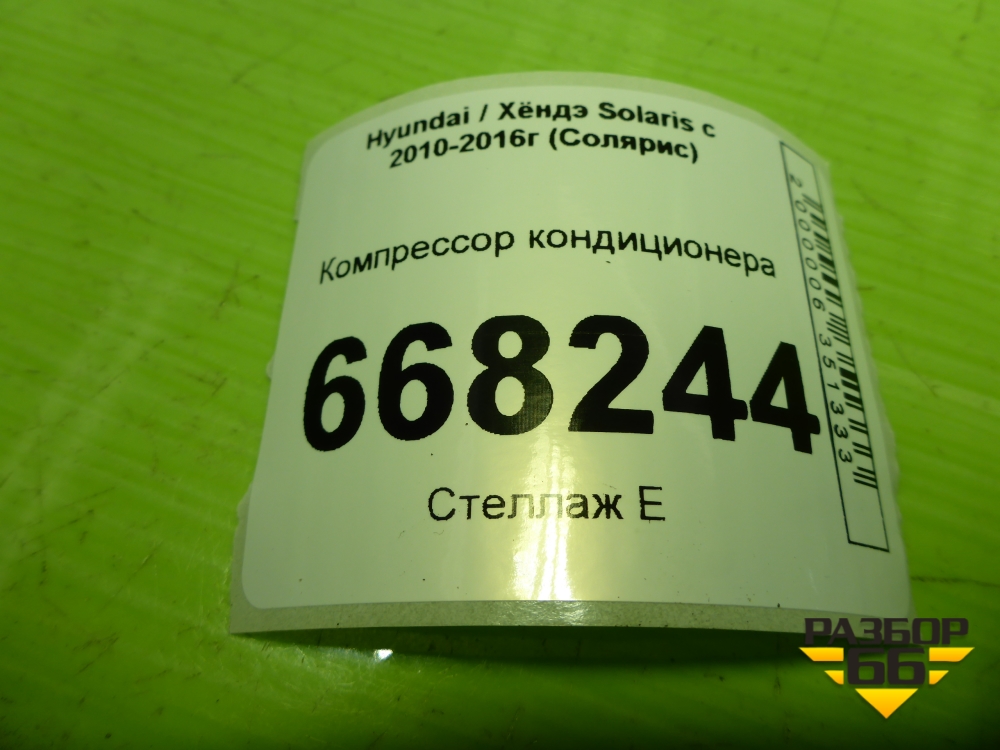 Hyundai / Хёндэ Solaris с
2010-2016г (Солярис)
Компрессор кондиционера
668244
Стеллаж Е
2000006351333
РАЗБОР
66